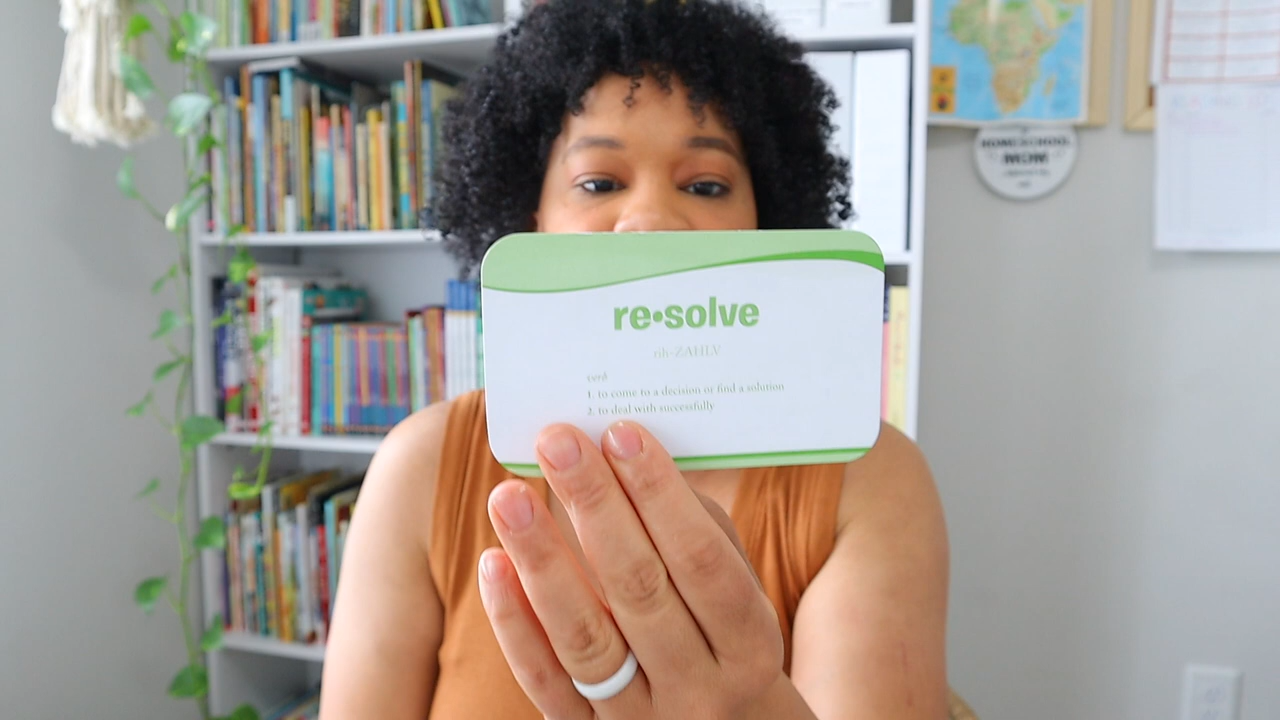 HOMESCHOOL
MOM
re•solve
rih-ZAHLV
verb
1. to come to a decision or find a solution
2. to deal with successfully